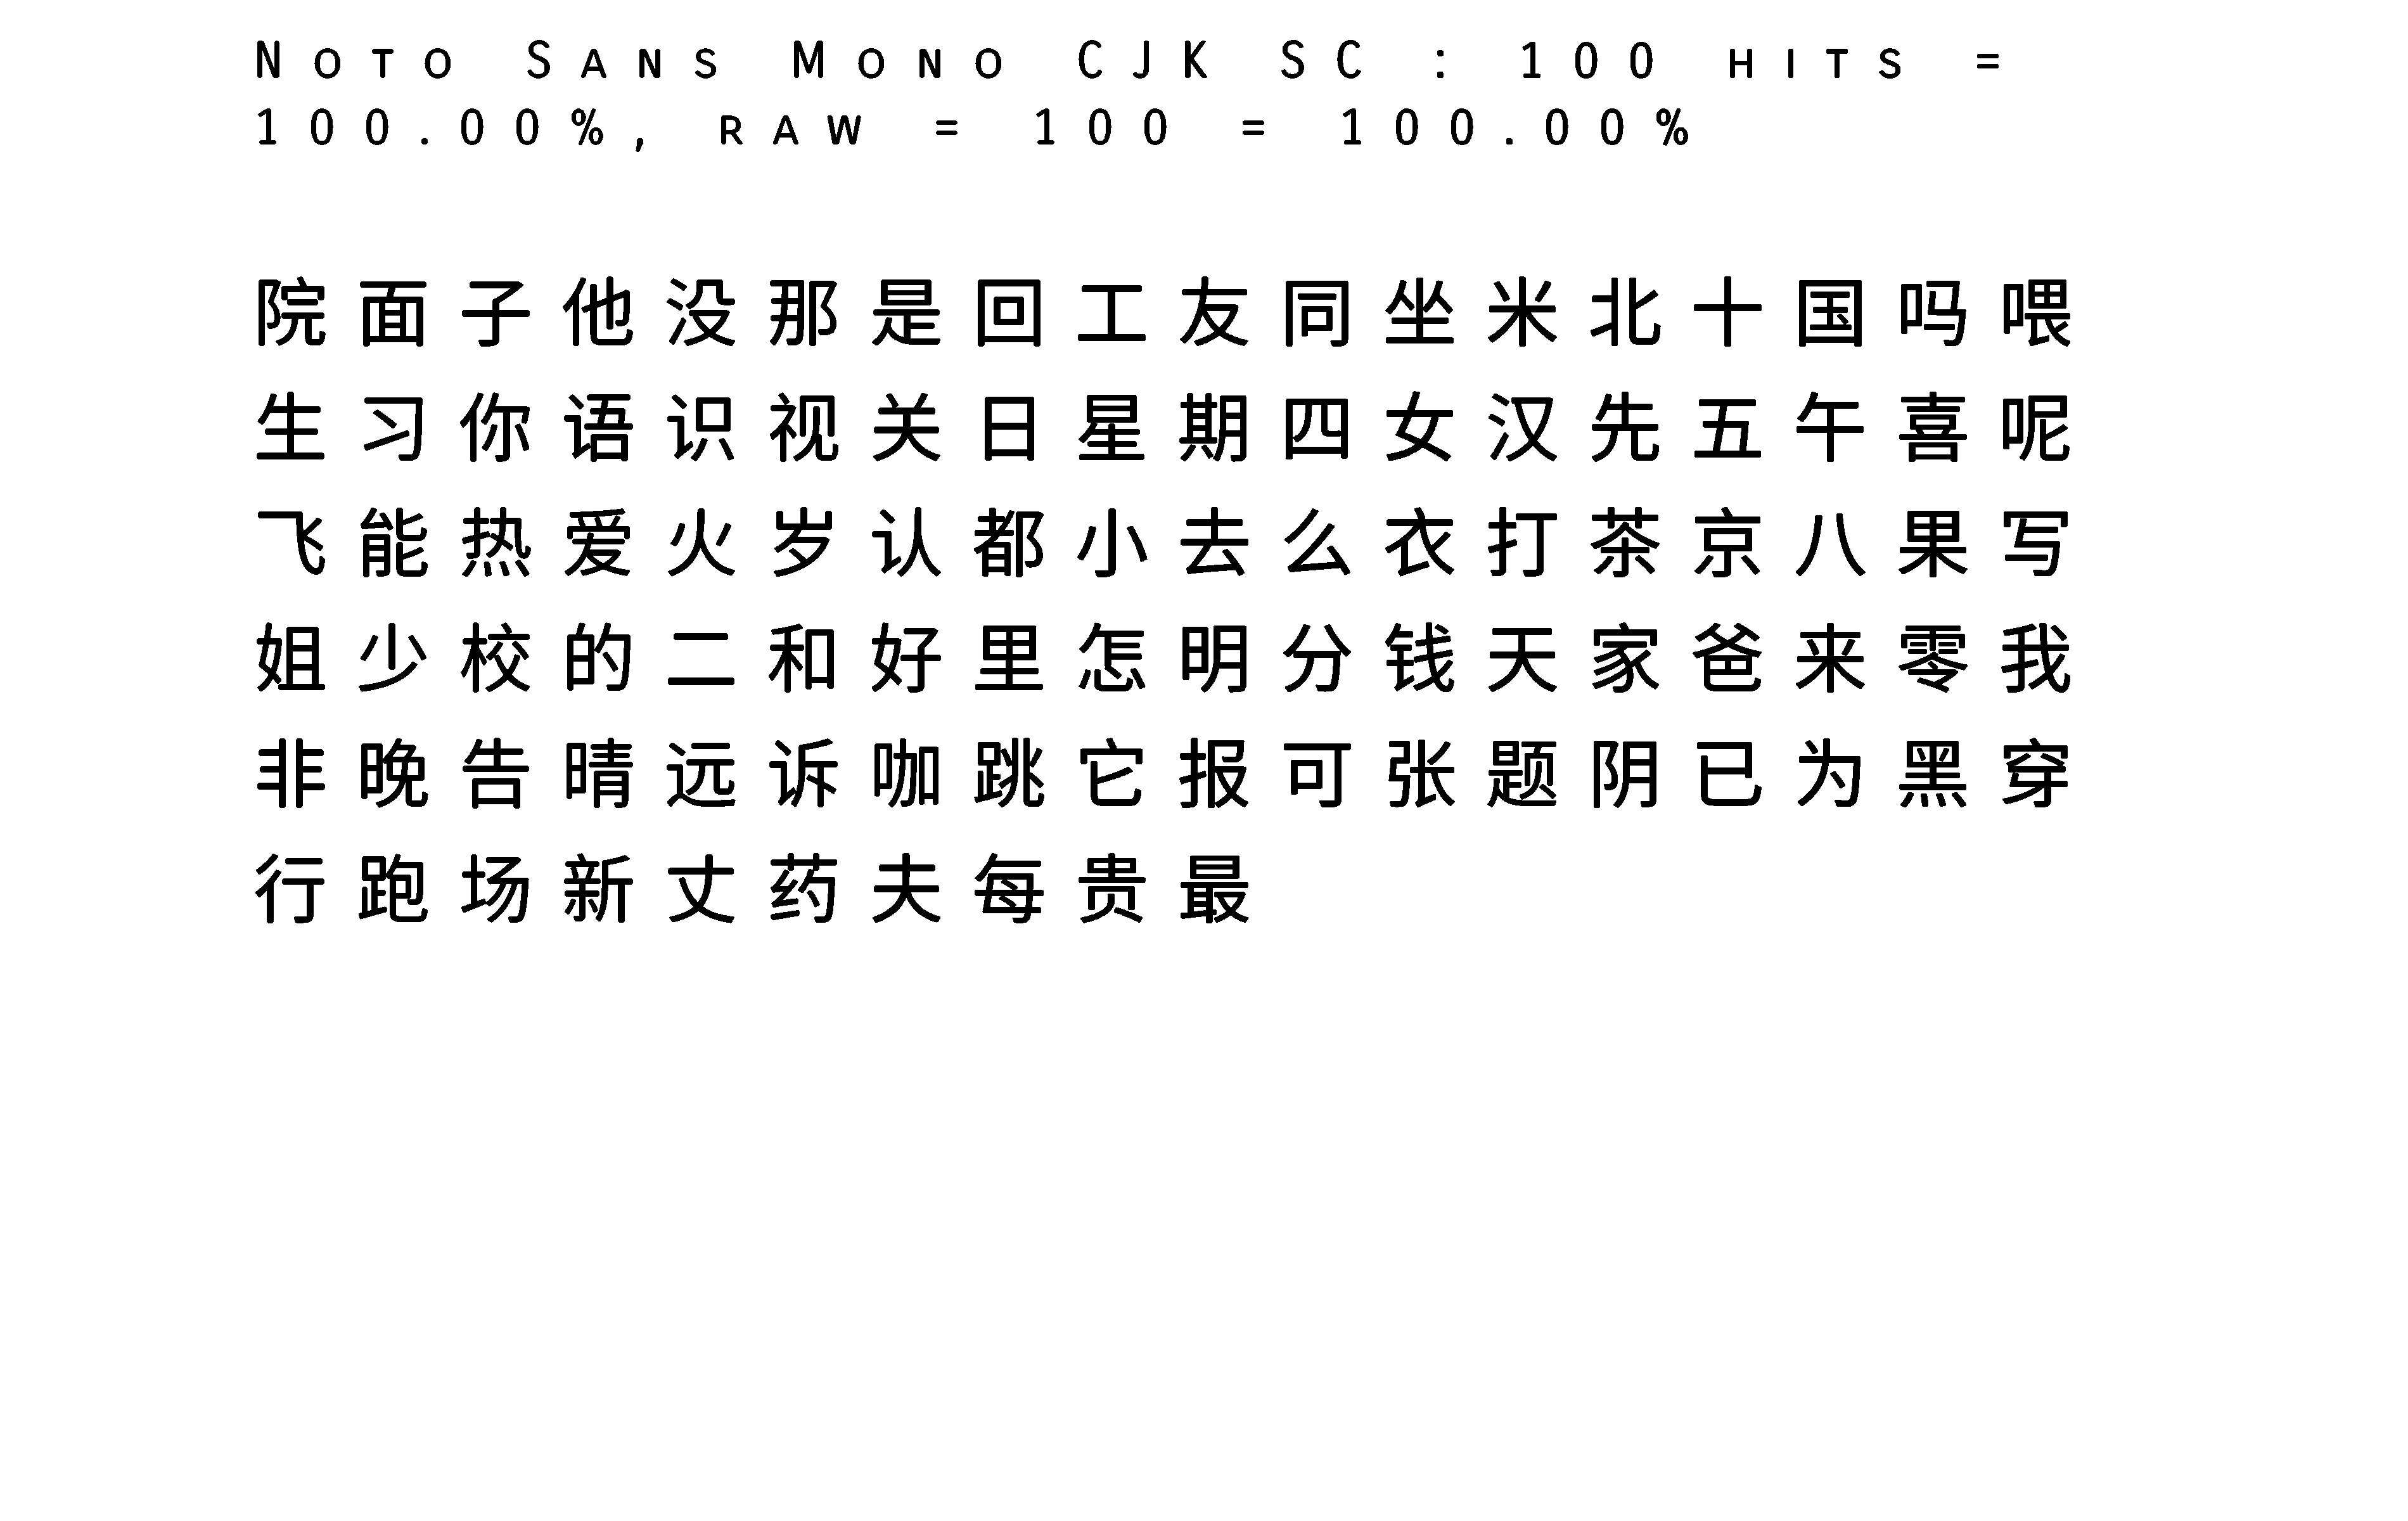 Noto Sans Mono CJK SC : 100 hits =
100.00%, raw = 100 = 100.00%
院面子他没那是回工友同坐米北十国吗喂
生习你语识视关日星期四女汉先五午喜呢
飞能热爱火岁认都小去么衣打茶京八果写
姐少校的二和好里怎明分钱天家爸来零我
非晚告晴远诉咖跳它报可张题阴已为黑穿
行跑场新丈药夫每贵最